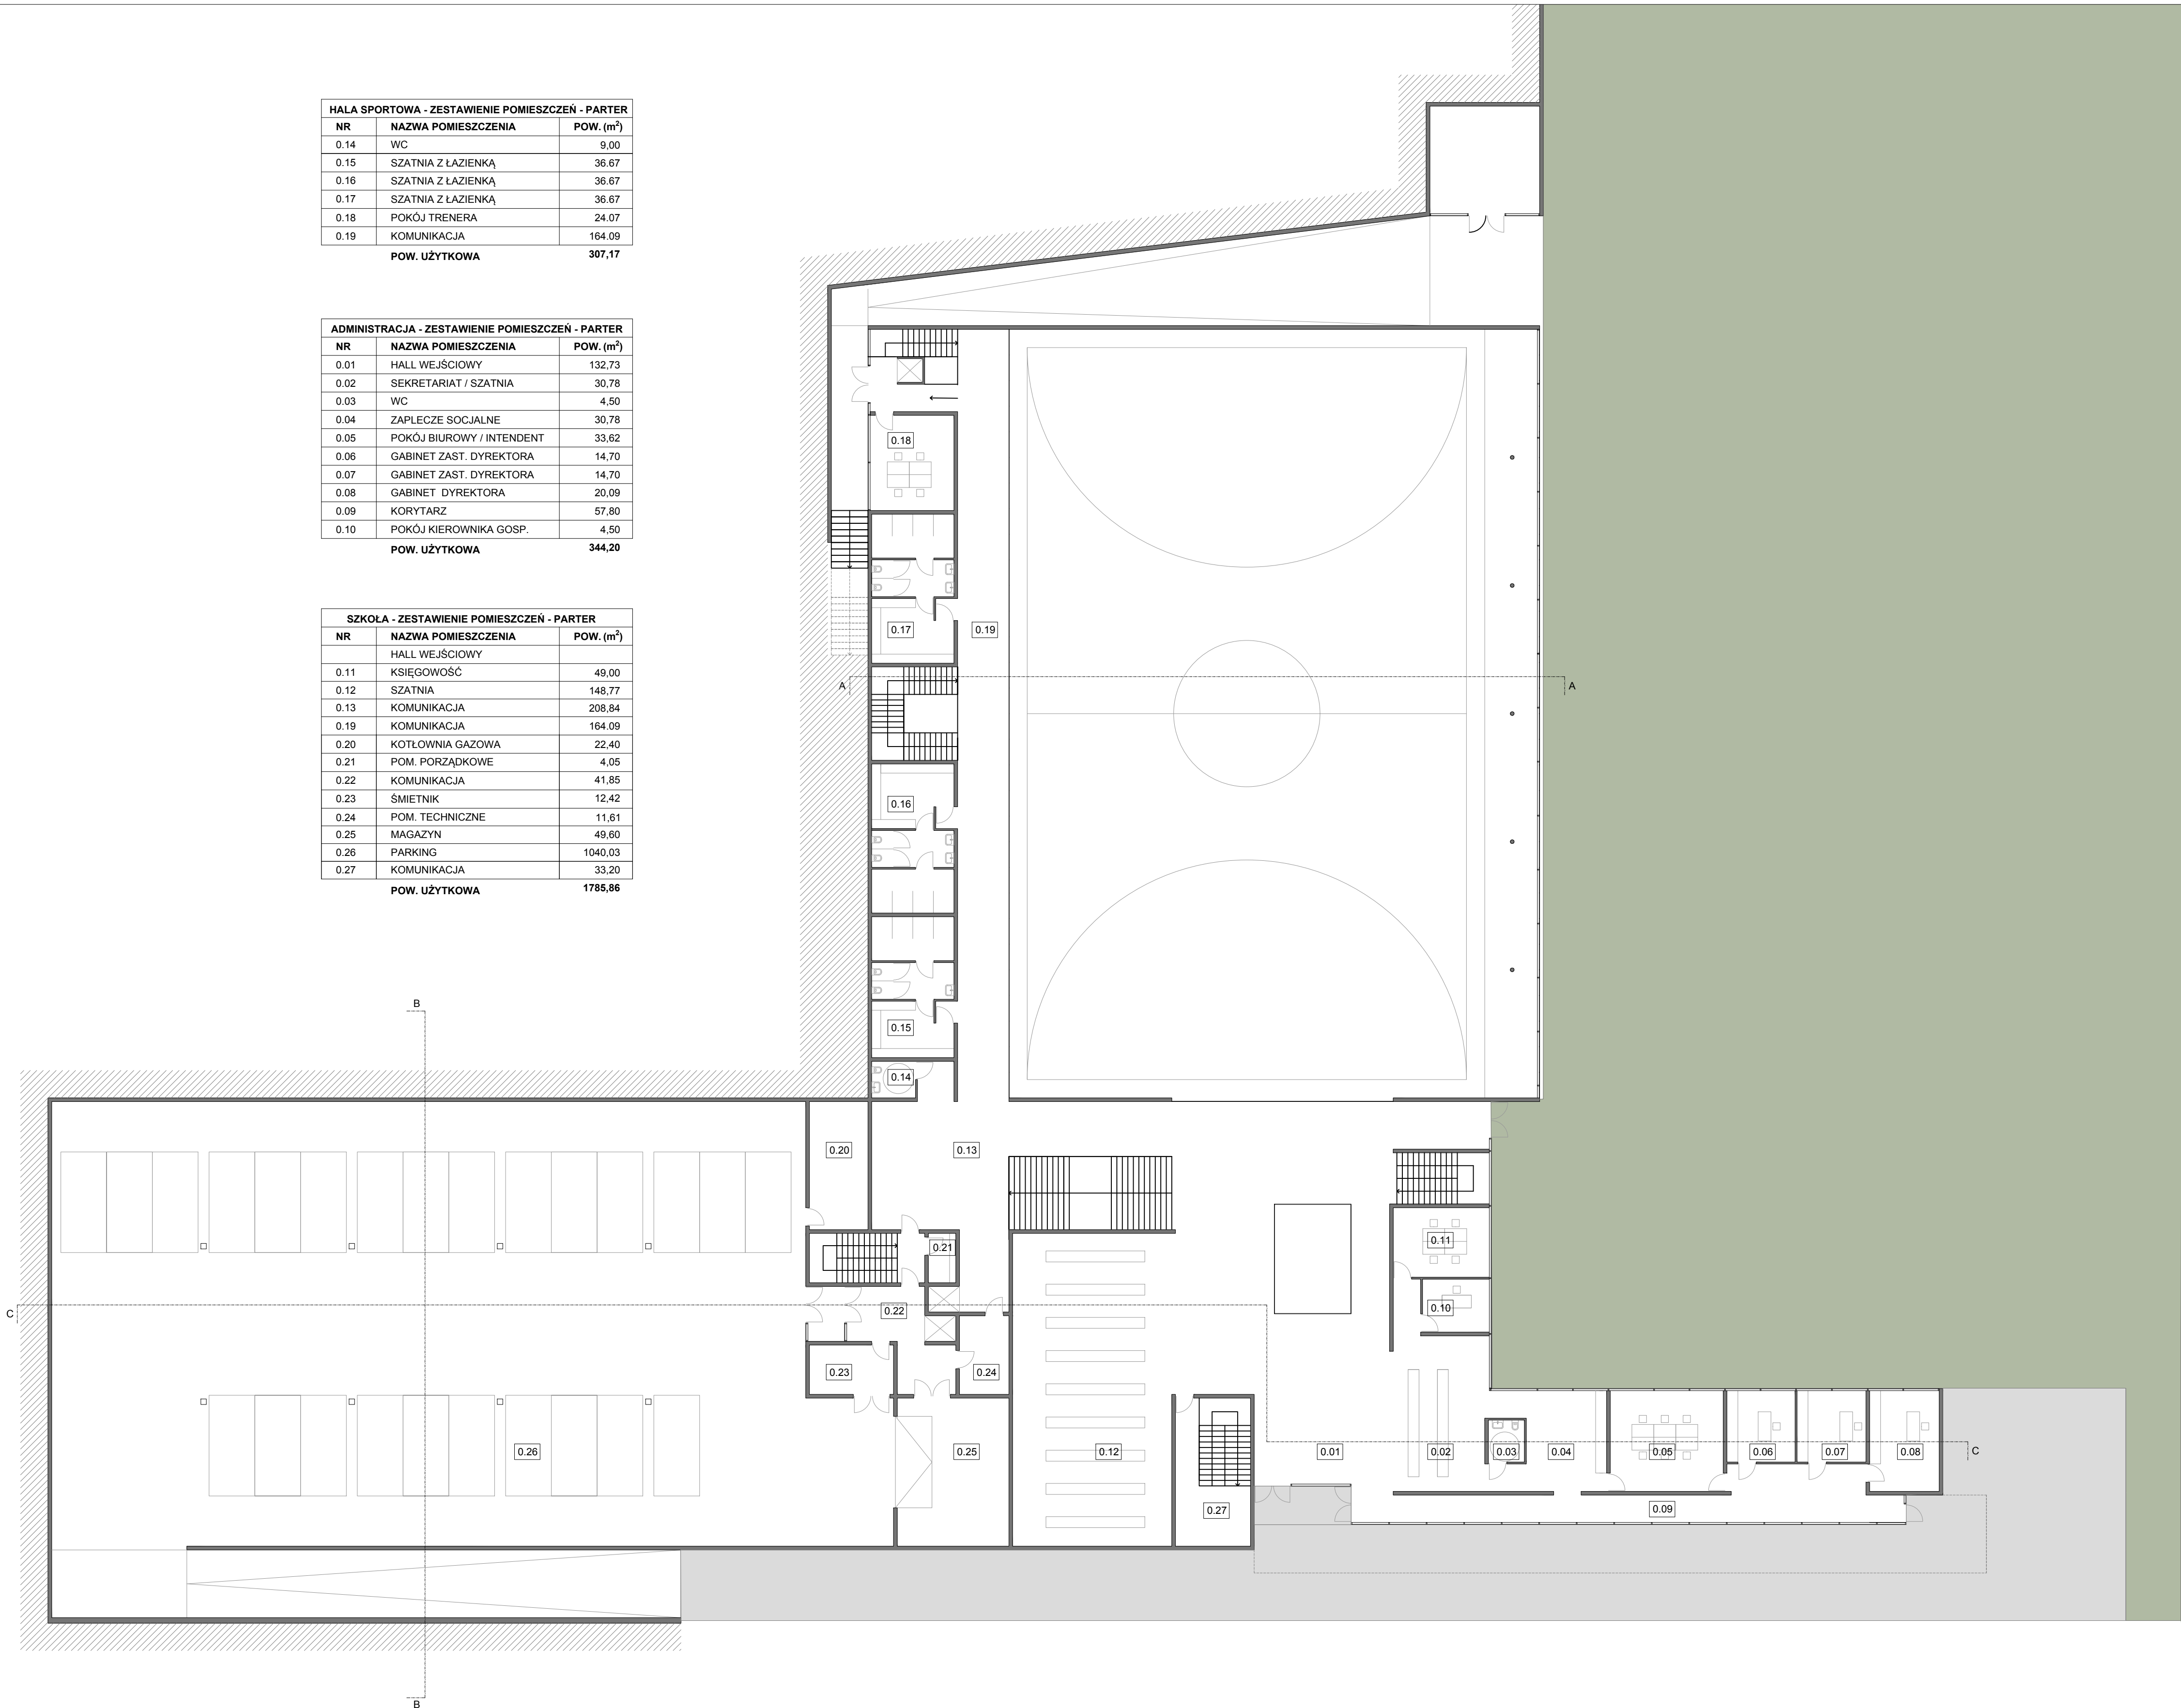 HALA SPORTOWA - ZESTAWIENIE POMIESZCZEŃ - PARTER
NR NAZWA POMIESZCZENIA POW. (m²)
0.14 WC 9,00
0.15 SZATNIA Z ŁAZIENKĄ 36.67
0.16 SZATNIA Z ŁAZIENKĄ 36.67
0.17 SZATNIA Z ŁAZIENKĄ 36.67
0.18 POKÓJ TRENERA 24.07
0.19 KOMUNIKACJA 164.09
POW. UŻYTKOWA 307,17
ADMINISTRACJA - ZESTAWIENIE POMIESZCZEŃ - PARTER
NR NAZWA POMIESZCZENIA POW. (m²)
0.01 HALL WEJŚCIOWY 132,73
0.02 SEKRETARIAT / SZATNIA 30,78
0.03 WC 4,50
0.04 ZAPLECZE SOCJALNE 30,78
0.05 POKÓJ BIUROWY / INTENDENT 33,62
0.06 GABINET ZAST. DYREKTORA 14,70
0.07 GABINET ZAST. DYREKTORA 14,70
0.08 GABINET DYREKTORA 20,09
0.09 KORYTARZ 57,80
0.10 POKÓJ KIEROWNIKA GOSP. 4,50
POW. UŻYTKOWA 344,20
SZKOŁA - ZESTAWIENIE POMIESZCZEŃ - PARTER
NR NAZWA POMIESZCZENIA POW. (m²)
HALL WEJŚCIOWY
0.11 KSIĘGOWOŚĆ 49,00
0.12 SZATNIA 148,77
0.13 KOMUNIKACJA 208,84
0.19 KOMUNIKACJA 164.09
0.20 KOTŁOWNIA GAZOWA 22,40
0.21 POM. PORZĄDKOWE 4,05
0.22 KOMUNIKACJA 41,85
0.23 ŚMIETNIK 12,42
0.24 POM. TECHNICZNE 11,61
0.25 MAGAZYN 49,60
0.26 PARKING 1040,03
0.27 KOMUNIKACJA 33,20
POW. UŻYTKOWA 1785,86
0.18
0.17
0.19
A
A
0.16
B
0.15
0.14
0.20
0.13
0.11
0.21
0.10
0.22
C
0.23
0.24
0.26
0.25
0.12
0.01
0.02
0.03
0.04
0.05
0.06
0.07
0.08
C
0.27
0.09
B